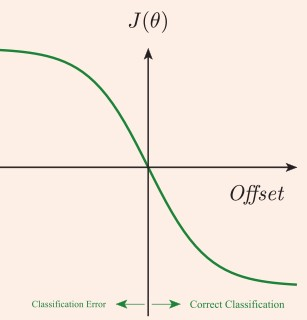 J(θ)
Offset
Classification Error
Correct Classification